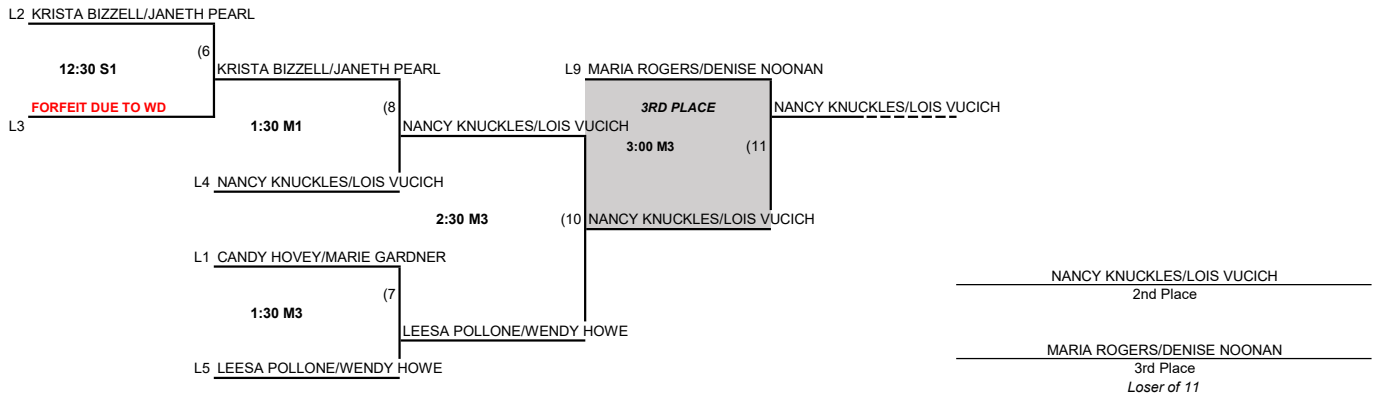 L2 KRISTA BIZZELL/JANETH PEARL
(6
12:30 S1
KRISTA BIZZELL/JANETH PEARL
L9 MARIA ROGERS/DENISE NOONAN
FORFEIT DUE TO WD
(8
3RD PLACE
NANCY KNUCKLES/LOIS VUCICH
L3
1:30 M1
NANCY KNUCKLES/LOIS VUCICH
3:00 M3
(11
L4 NANCY KNUCKLES/LOIS VUCICH
2:30 M3
(10
NANCY KNUCKLES/LOIS VUCICH
L1 CANDY HOVEY/MARIE GARDNER
NANCY KNUCKLES/LOIS VUCICH
2nd Place
(7
1:30 M3
LEESA POLLONE/WENDY HOWE
MARIA ROGERS/DENISE NOONAN
L5 LEESA POLLONE/WENDY HOWE
3rd Place
Loser of 11